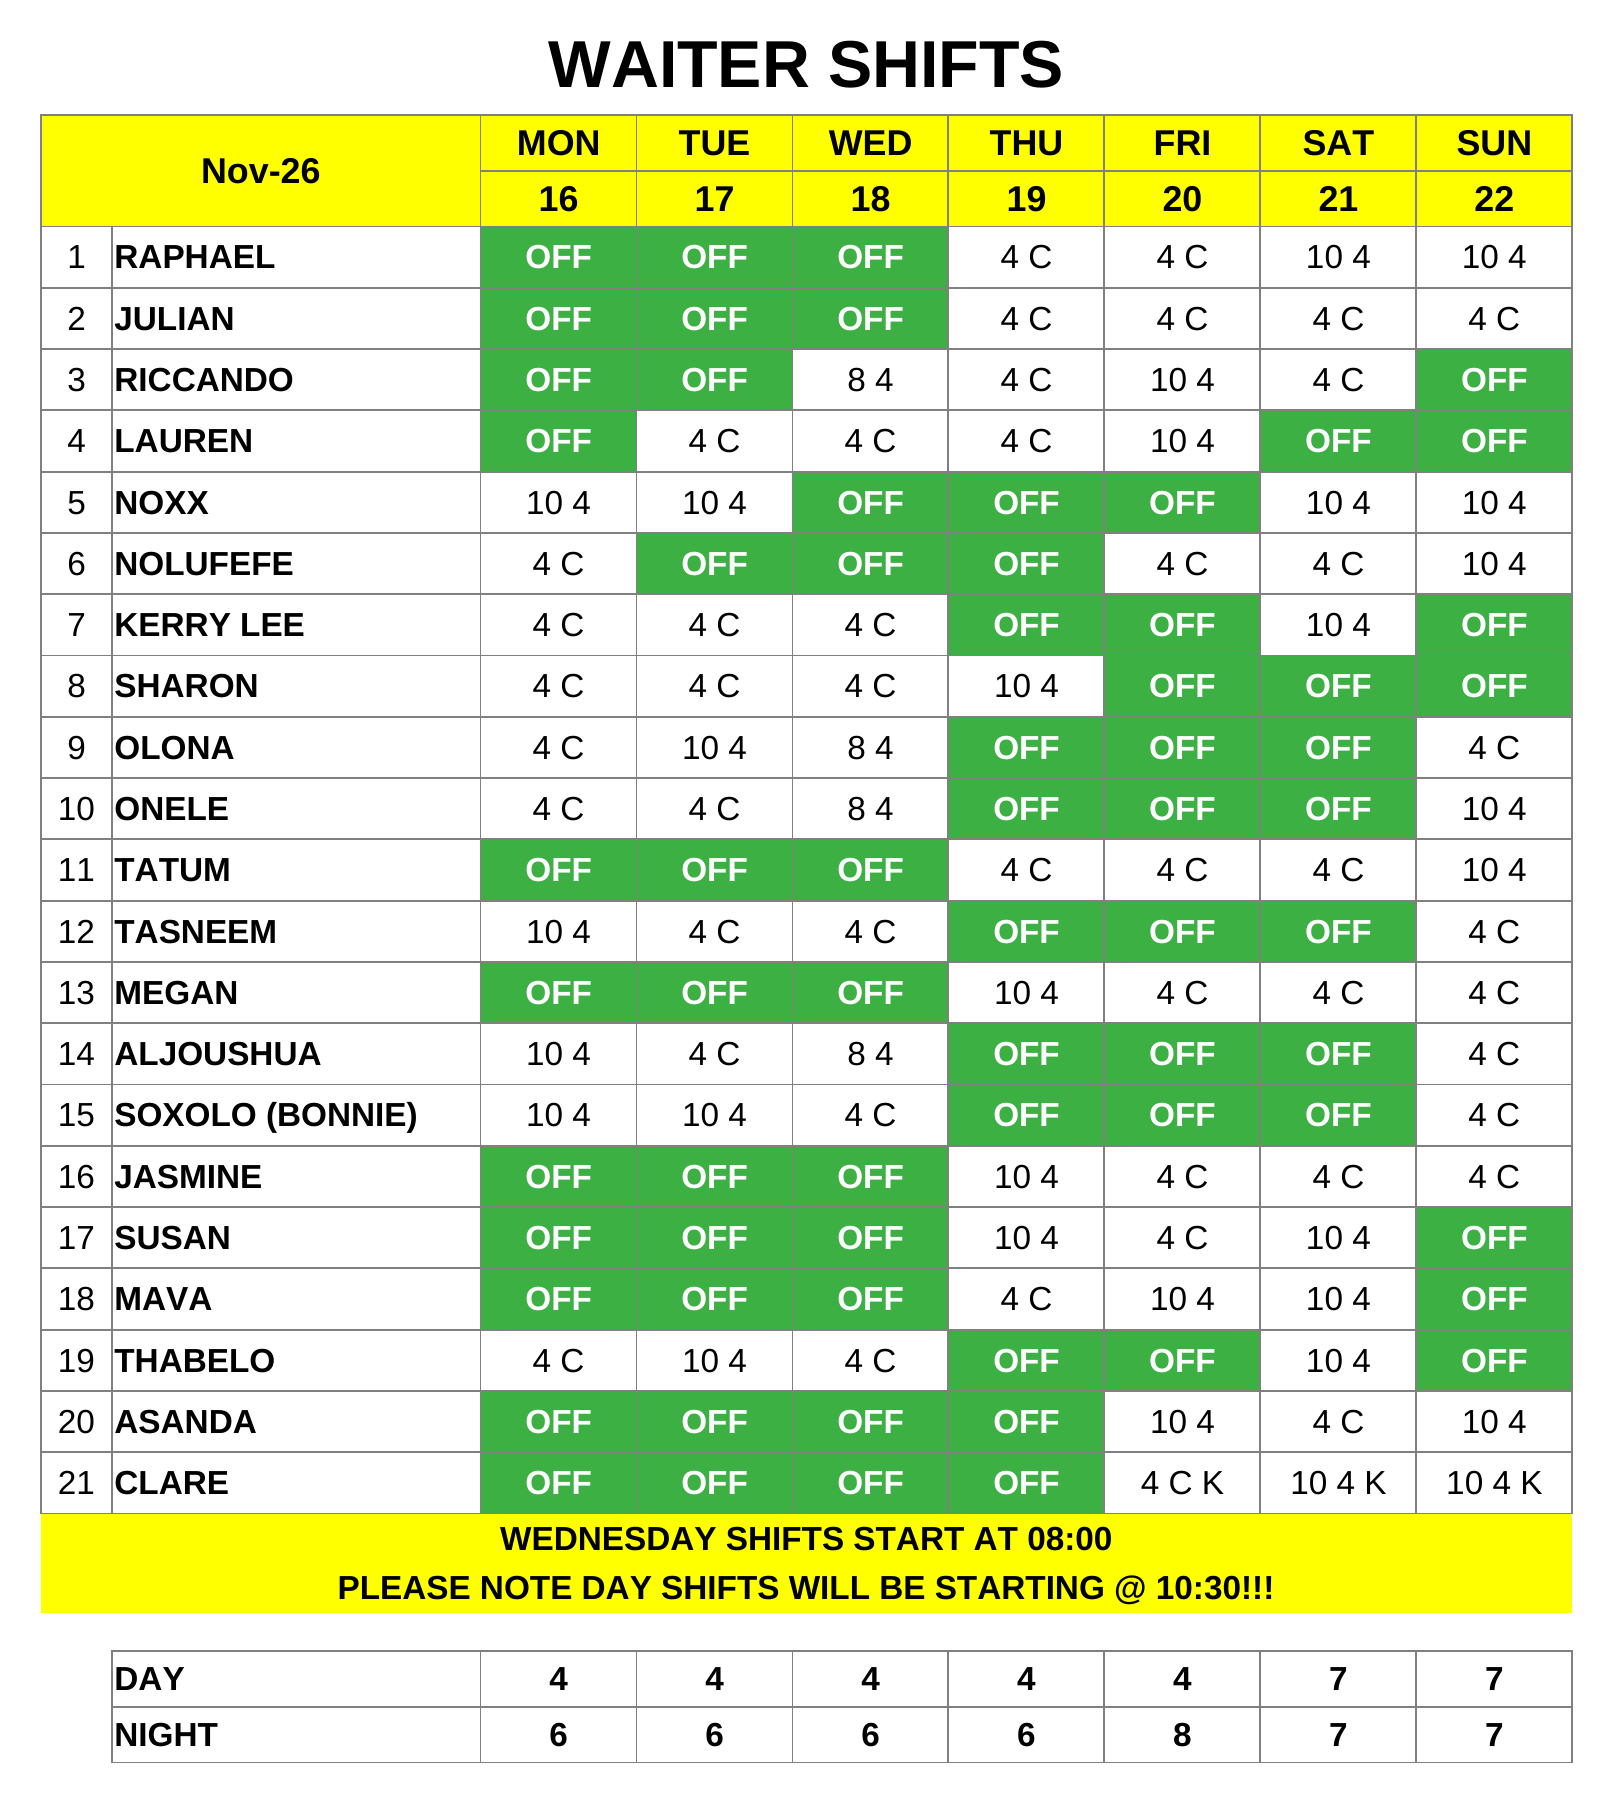 WAITER SHIFTS
Nov-26 MON TUE WED THU FRI SAT SUN
16 17 18 19 20 21 22
1 RAPHAEL OFF OFF OFF 4 C 4 C 10 4 10 4
2 JULIAN OFF OFF OFF 4 C 4 C 4 C 4 C
3 RICCANDO OFF OFF 8 4 4 C 10 4 4 C OFF
4 LAUREN OFF 4 C 4 C 4 C 10 4 OFF OFF
5 NOXX 10 4 10 4 OFF OFF OFF 10 4 10 4
6 NOLUFEFE 4 C OFF OFF OFF 4 C 4 C 10 4
7 KERRY LEE 4 C 4 C 4 C OFF OFF 10 4 OFF
8 SHARON 4 C 4 C 4 C 10 4 OFF OFF OFF
9 OLONA 4 C 10 4 8 4 OFF OFF OFF 4 C
10 ONELE 4 C 4 C 8 4 OFF OFF OFF 10 4
11 TATUM OFF OFF OFF 4 C 4 C 4 C 10 4
12 TASNEEM 10 4 4 C 4 C OFF OFF OFF 4 C
13 MEGAN OFF OFF OFF 10 4 4 C 4 C 4 C
14 ALJOUSHUA 10 4 4 C 8 4 OFF OFF OFF 4 C
15 SOXOLO (BONNIE) 10 4 10 4 4 C OFF OFF OFF 4 C
16 JASMINE OFF OFF OFF 10 4 4 C 4 C 4 C
17 SUSAN OFF OFF OFF 10 4 4 C 10 4 OFF
18 MAVA OFF OFF OFF 4 C 10 4 10 4 OFF
19 THABELO 4 C 10 4 4 C OFF OFF 10 4 OFF
20 ASANDA OFF OFF OFF OFF 10 4 4 C 10 4
21 CLARE OFF OFF OFF OFF 4 C K 10 4 K 10 4 K
WEDNESDAY SHIFTS START AT 08:00
PLEASE NOTE DAY SHIFTS WILL BE STARTING @ 10:30!!!
DAY 4 4 4 4 4 7 7
NIGHT 6 6 6 6 8 7 7